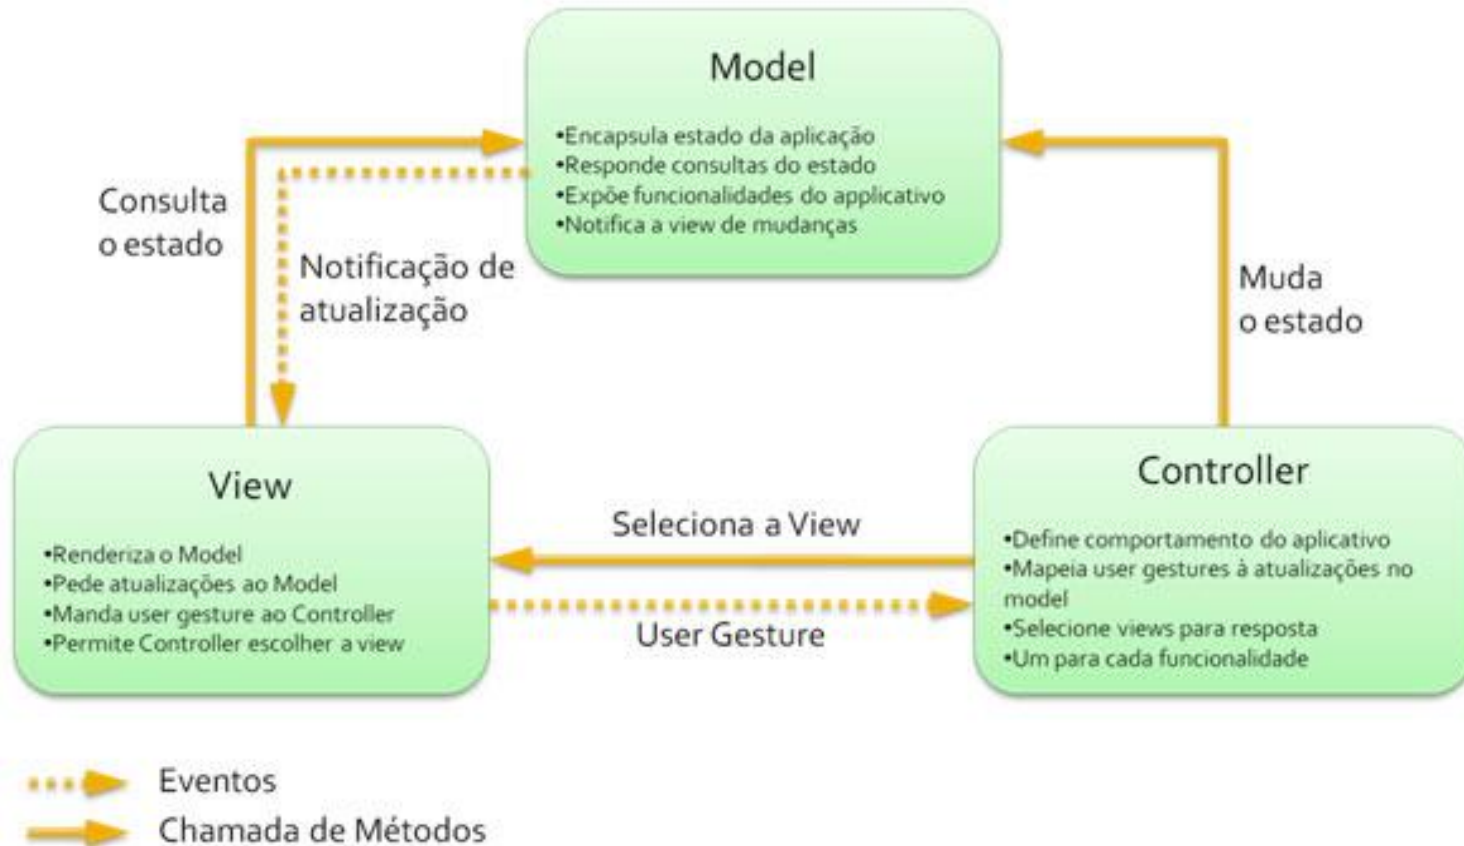 Model
•Encapsula estado da aplicação
•Responde consultas do estado
•Expõe funcionalidades do applicativo
•Notifica a view de mudanças
Consulta
o estado
Notificação de
atualização
Muda
o estado
View
•Renderiza o Model
•Pede atualizações ao Model
•Manda user gesture ao Controller
•Permite Controller escolher a view
Seleciona a View
User Gesture
Controller
•Define comportamento do aplicativo
•Mapeia user gestures à atualizações no
model
•Selecione views para resposta
•Um para cada funcionalidade
Eventos
Chamada de Métodos